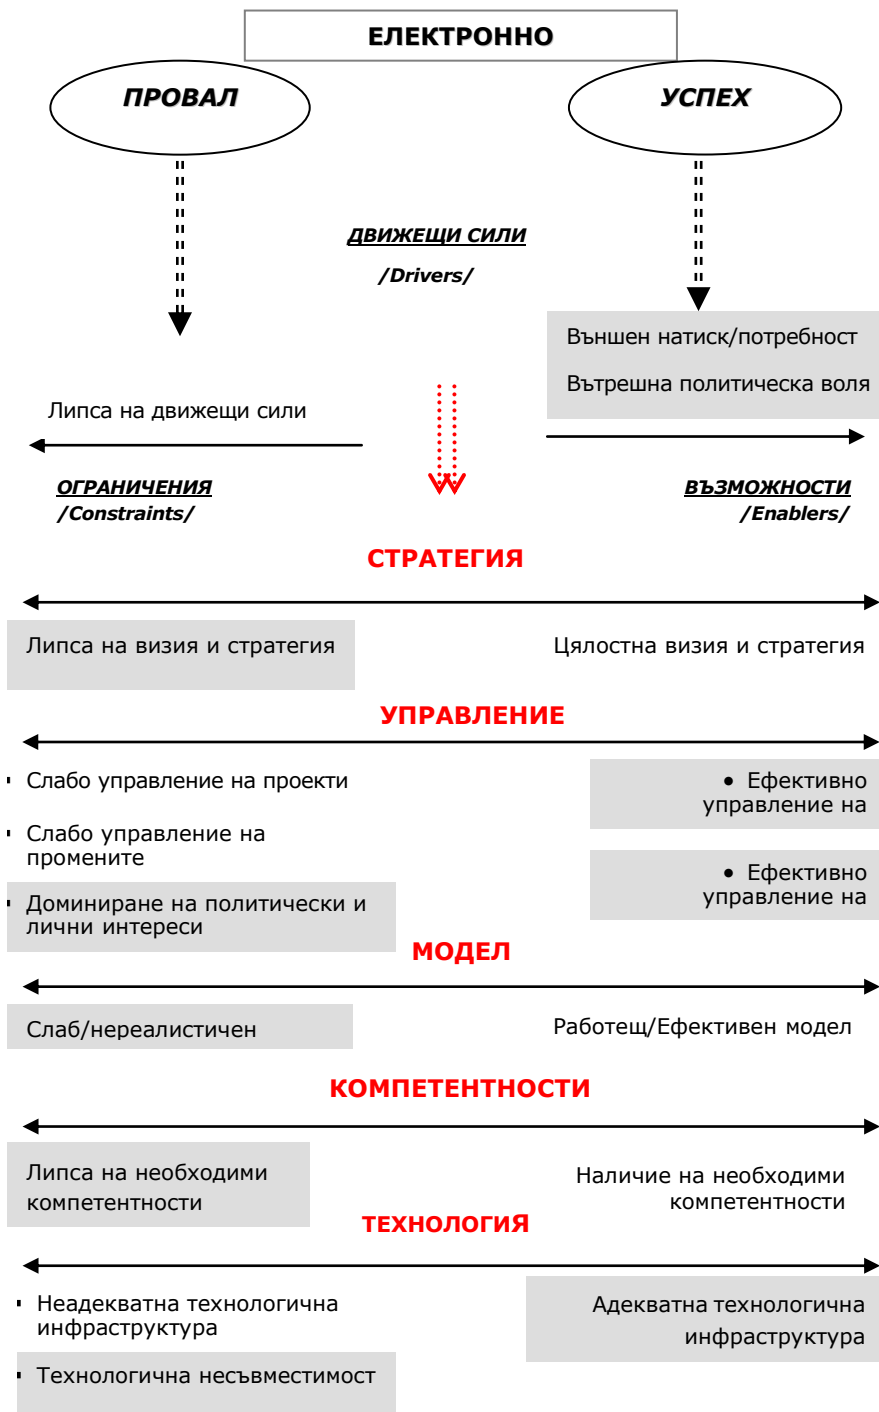 ЕЛЕКТРОННО
ПРОВАЛ
УСПЕХ
ДВИЖЕЩИ СИЛИ
/Drivers/
Външен натиск/потребност
Вътрешна политическа воля
Липса на движещи сили
ОГРАНИЧЕНИЯ
/Constraints/
ВЪЗМОЖНОСТИ
/Enablers/
СТРАТЕГИЯ
Липса на визия и стратегия
Цялостна визия и стратегия
УПРАВЛЕНИЕ
Слабо управление на проекти
Слабо управление на
промените
Доминиране на политически и
лични интереси
• Ефективно
управление на
• Ефективно
управление на
МОДЕЛ
Слаб/нереалистичен
Работещ/Ефективен модел
КОМПЕТЕНТНОСТИ
Липса на необходими
компетентности
Наличие на необходими
компетентности
ТЕХНОЛОГИЯ
Неадекватна технологична
инфраструктура
Технологична несъвместимост
Адекватна технологична
инфраструктура